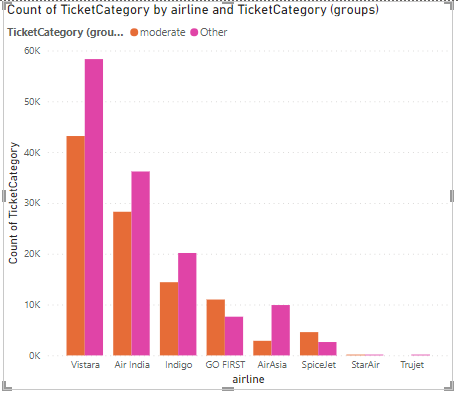 Count of TicketCategory by airline and TicketCategory (groups)
TicketCategory (grou... moderate Other
60K
50K
40K
30K
20K
10K
0K
Count of TicketCategory
Vistara Air India Indigo GO FIRST AirAsia SpiceJet StarAir Trujet
airline